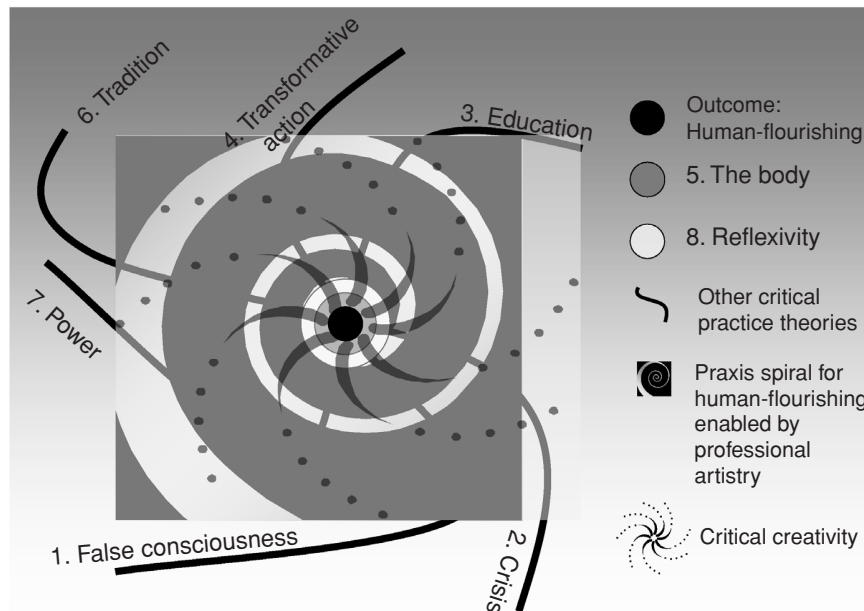 6. Tradition
4. Transformative
action
3. Education
7. Power
1. False consciousness
2. Crisis
Outcome:
Human-flourishing
5. The body
8. Reflexivity
Other critical
practice theories
Praxis spiral for
human-flourishing
enabled by
professional
artistry
Critical creativity